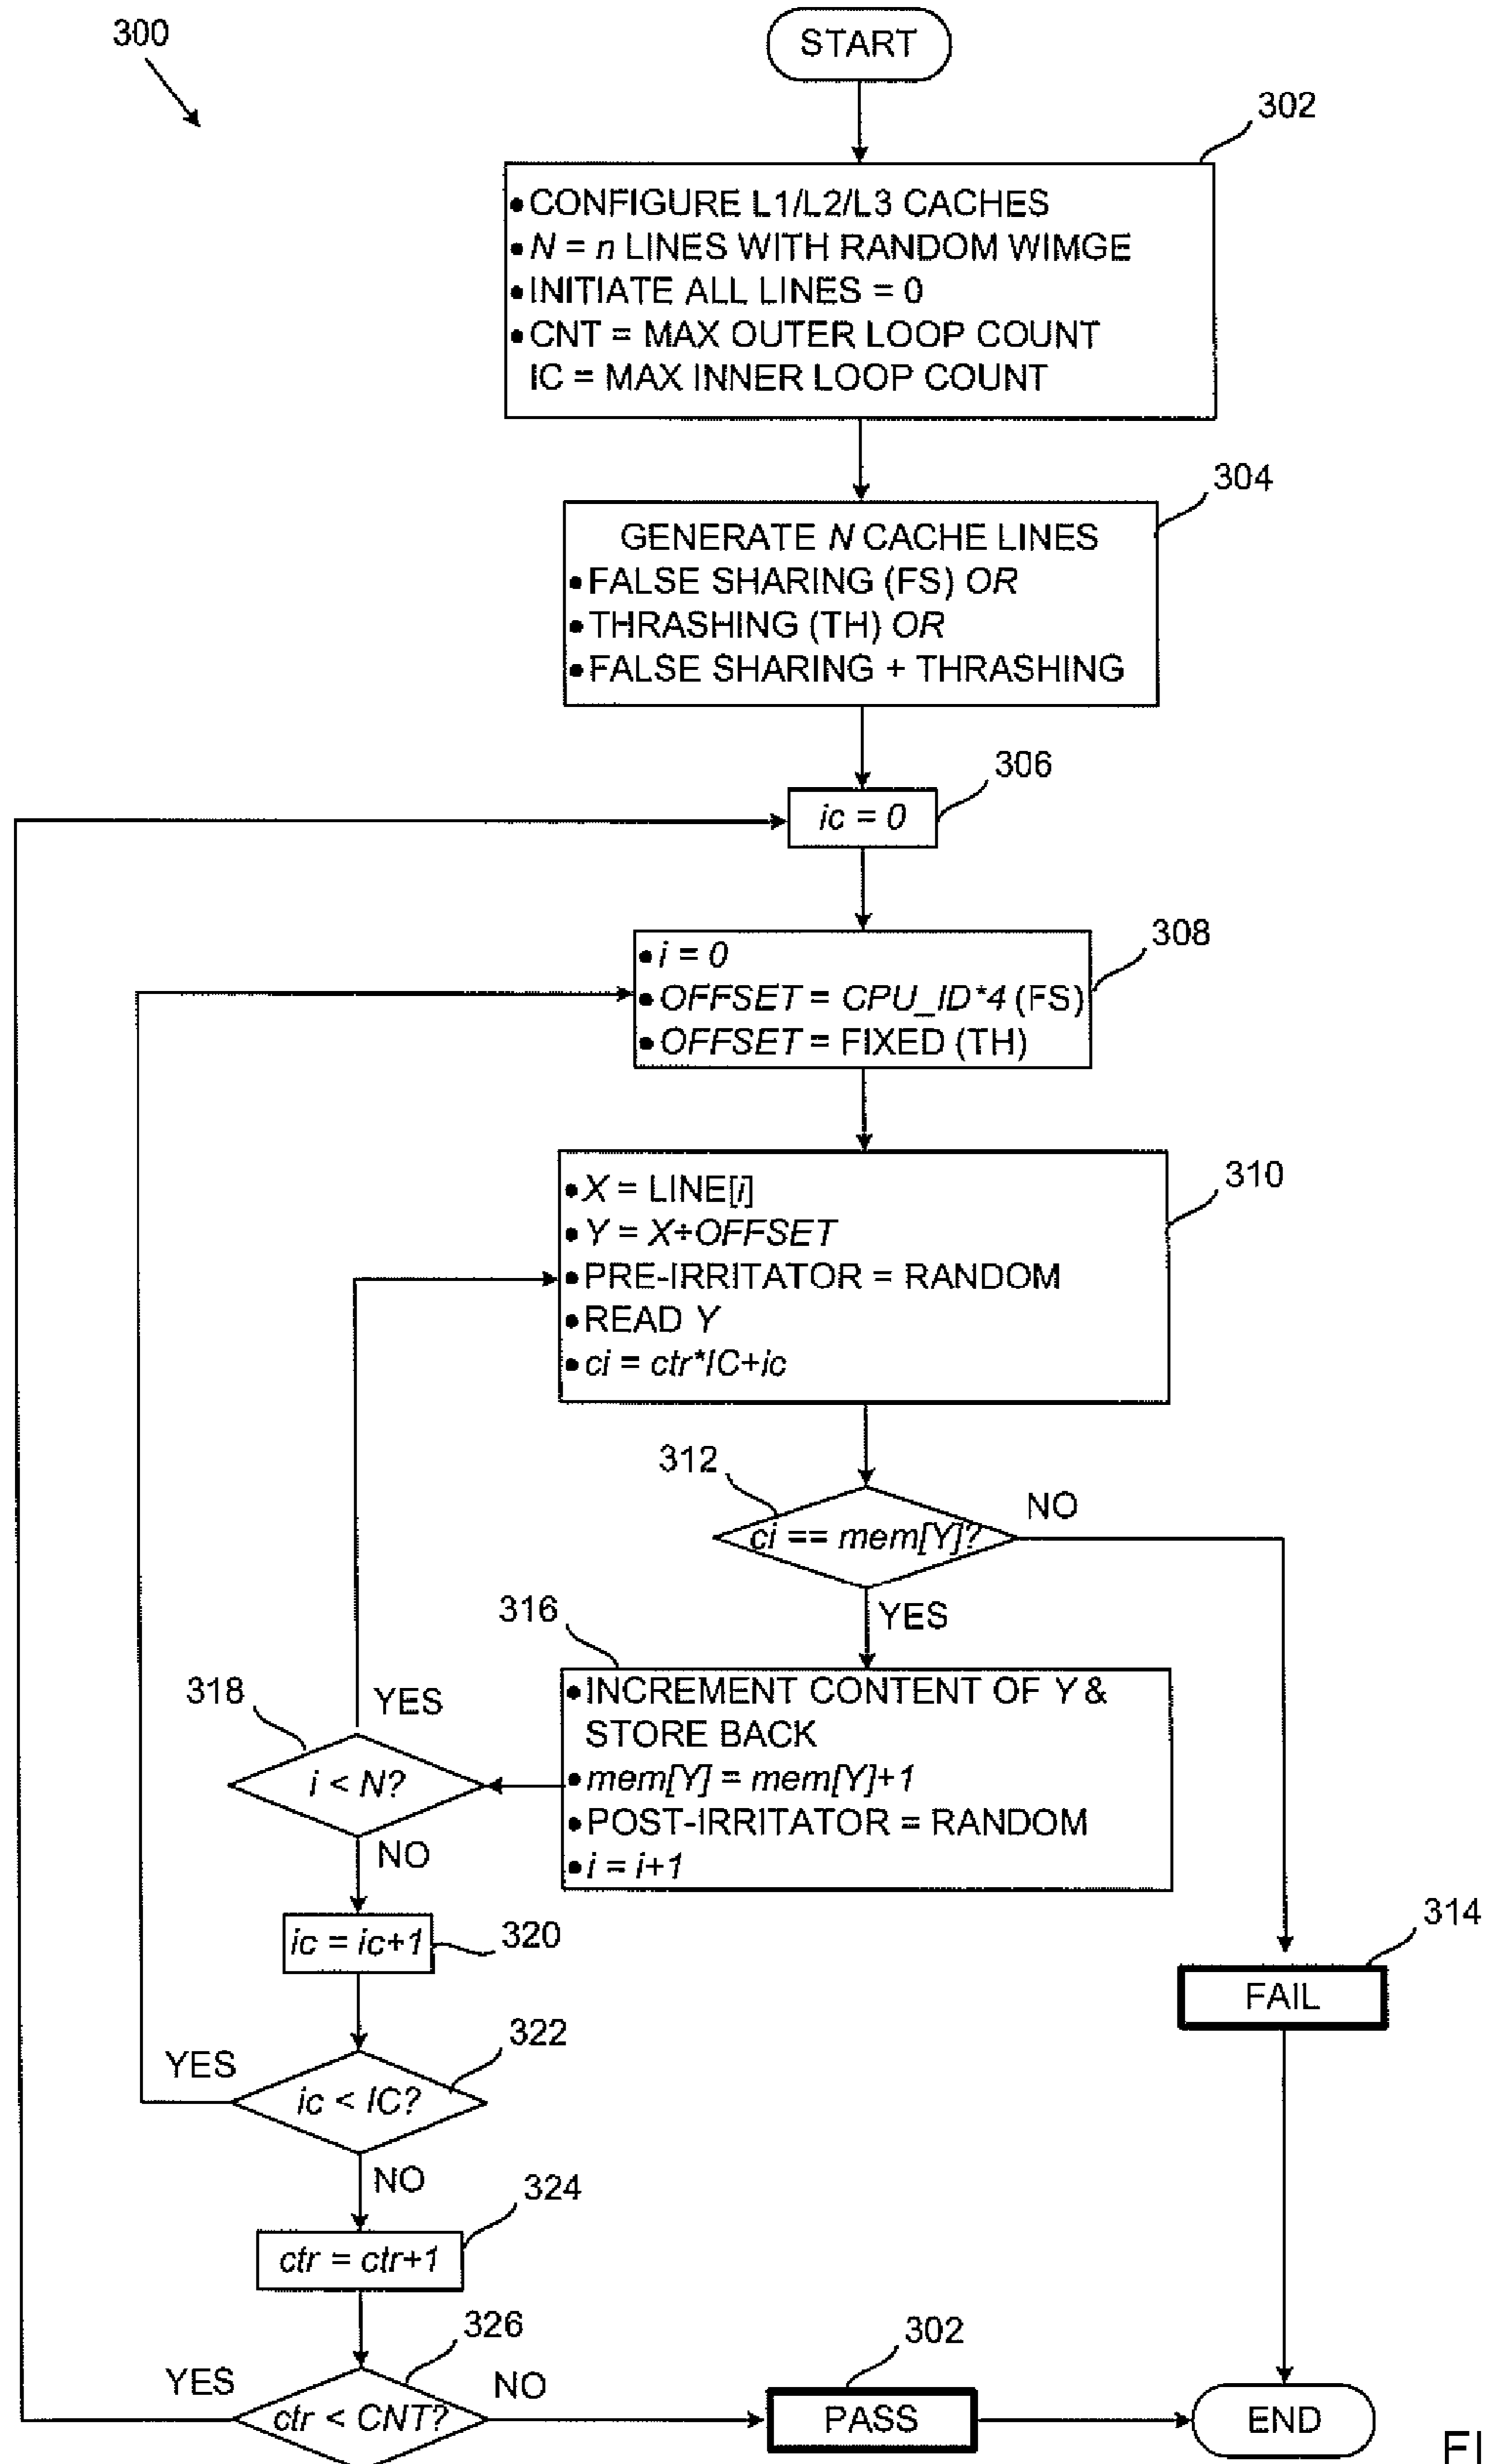 300
START
302
• CONFIGURE L1/L2/L3 CACHES
• N = n LINES WITH RANDOM WIMGE
• INITIATE ALL LINES = 0
• CNT = MAX OUTER LOOP COUNT
IC = MAX INNER LOOP COUNT
304
GENERATE N CACHE LINES
• FALSE SHARING (FS) OR
• THRASHING (TH) OR
• FALSE SHARING + THRASHING
306
ic = 0
308
• i = 0
• OFFSET = CPU_ID*4 (FS)
• OFFSET = FIXED (TH)
310
• X = LINE[i]
• Y = X+OFFSET
• PRE-IRRITATOR = RANDOM
• READ Y
• ci = ctr*IC+ic
312
ci == mem[Y]?
NO
YES
316
• INCREMENT CONTENT OF Y &
STORE BACK
• mem[Y] = mem[Y]+1
• POST-IRRITATOR = RANDOM
• i = i+1
318
YES
i < N?
NO
ic = ic+1
320
314
FAIL
322
YES
ic < IC?
NO
324
ctr = ctr+1
326
YES
ctr < CNT?
NO
302
PASS
END